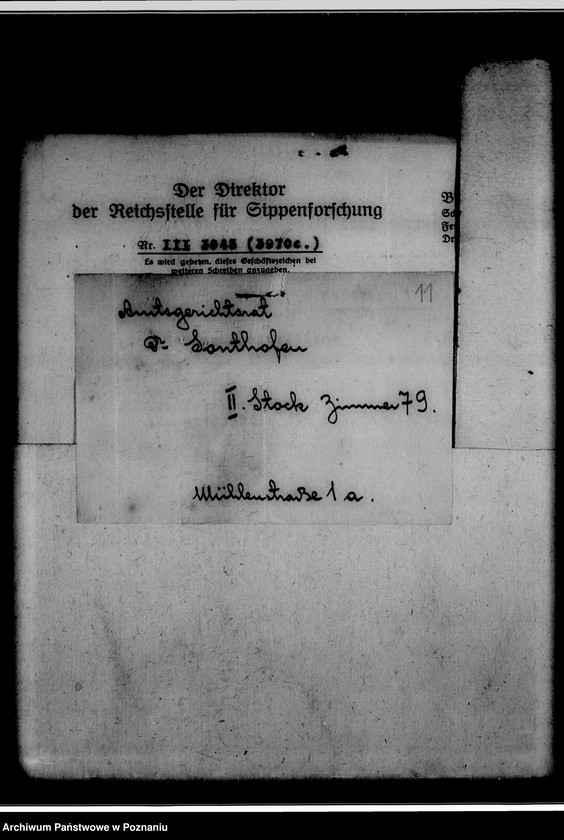 Der Direktor
der Reichsstelle für Sippenforschung
Nr. III 3045 (3970c.)
Es wird gebeten, dieses Geschäftszeichen bei
weiteren Schreiben anzugeben.
11
Amtsgerichtsrat
Dr. Sonthofen
II. Stock Zimmer 79.
Mühlenstraße 1 a.
Archiwum Państwowe w Poznaniu